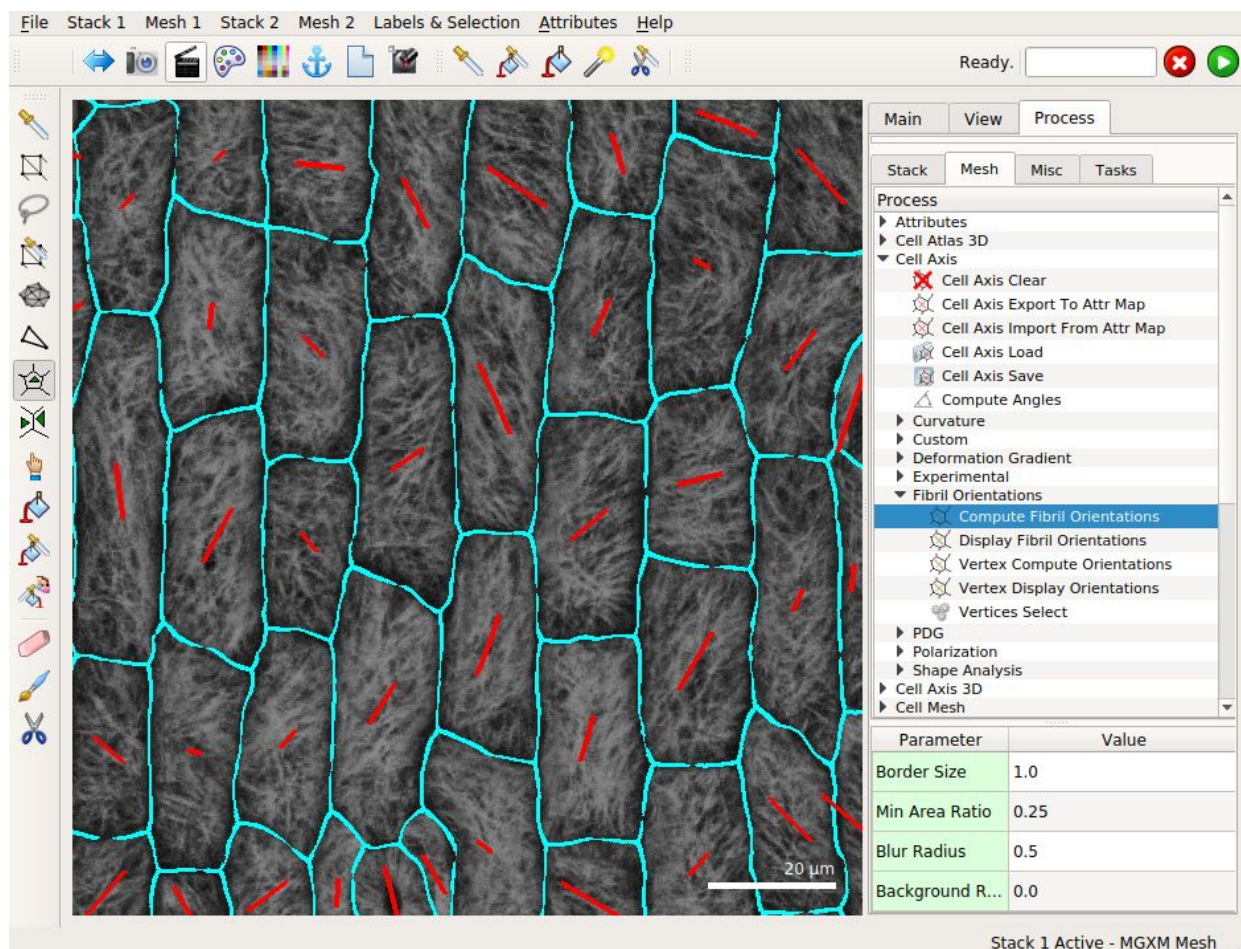 File Stack 1 Mesh 1 Stack 2 Mesh 2 Labels & Selection Attributes Help
Ready.
Main View Process
Stack Mesh Misc Tasks
Process
Attributes
Cell Atlas 3D
Cell Axis
Cell Axis Clear
Cell Axis Export To Attr Map
Cell Axis Import From Attr Map
Cell Axis Load
Cell Axis Save
Compute Angles
Curvature
Custom
Deformation Gradient
Experimental
Fibril Orientations
Compute Fibril Orientations
Display Fibril Orientations
Vertex Compute Orientations
Vertex Display Orientations
Vertices Select
PDG
Polarization
Shape Analysis
Cell Axis 3D
Cell Mesh
Parameter Value
Border Size 1.0
Min Area Ratio 0.25
Blur Radius 0.5
Background R... 0.0
20 µm
Stack 1 Active - MGXM Mesh